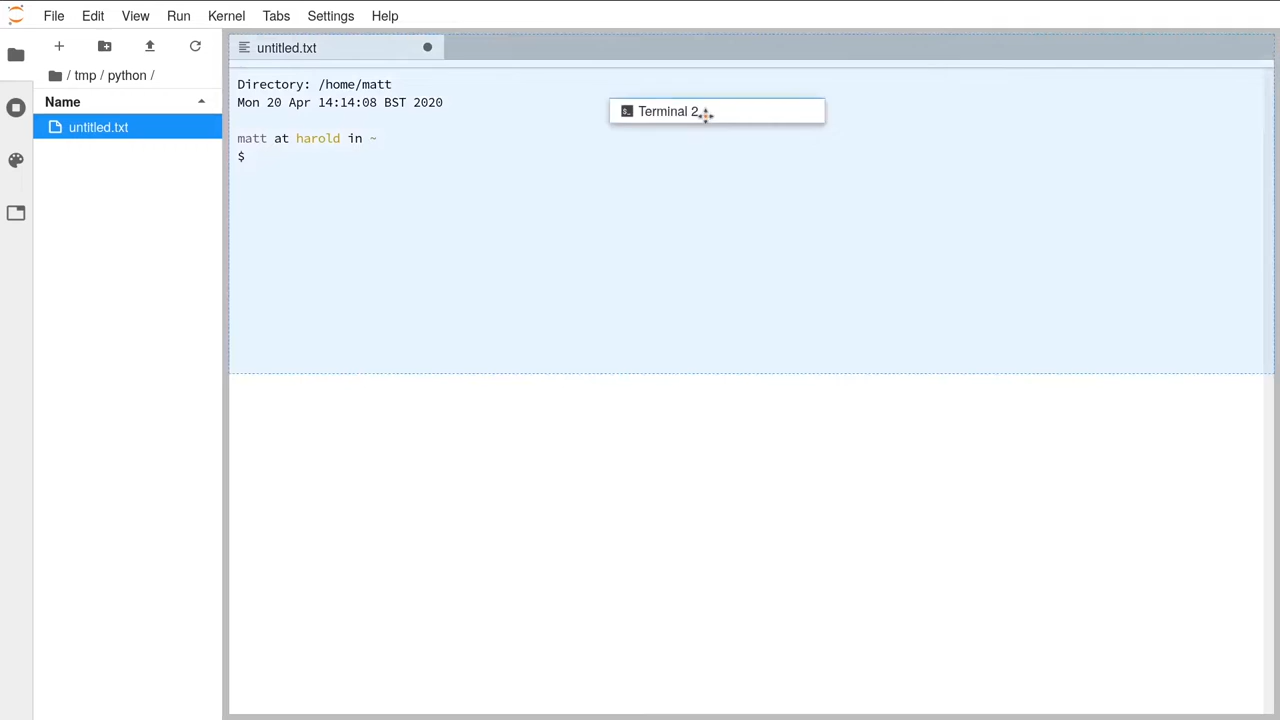 File Edit View Run Kernel Tabs Settings Help
/ tmp / python /
Name
untitled.txt
untitled.txt
Directory: /home/matt
Mon 20 Apr 14:14:08 BST 2020
Terminal 2
matt at harold in ~
$